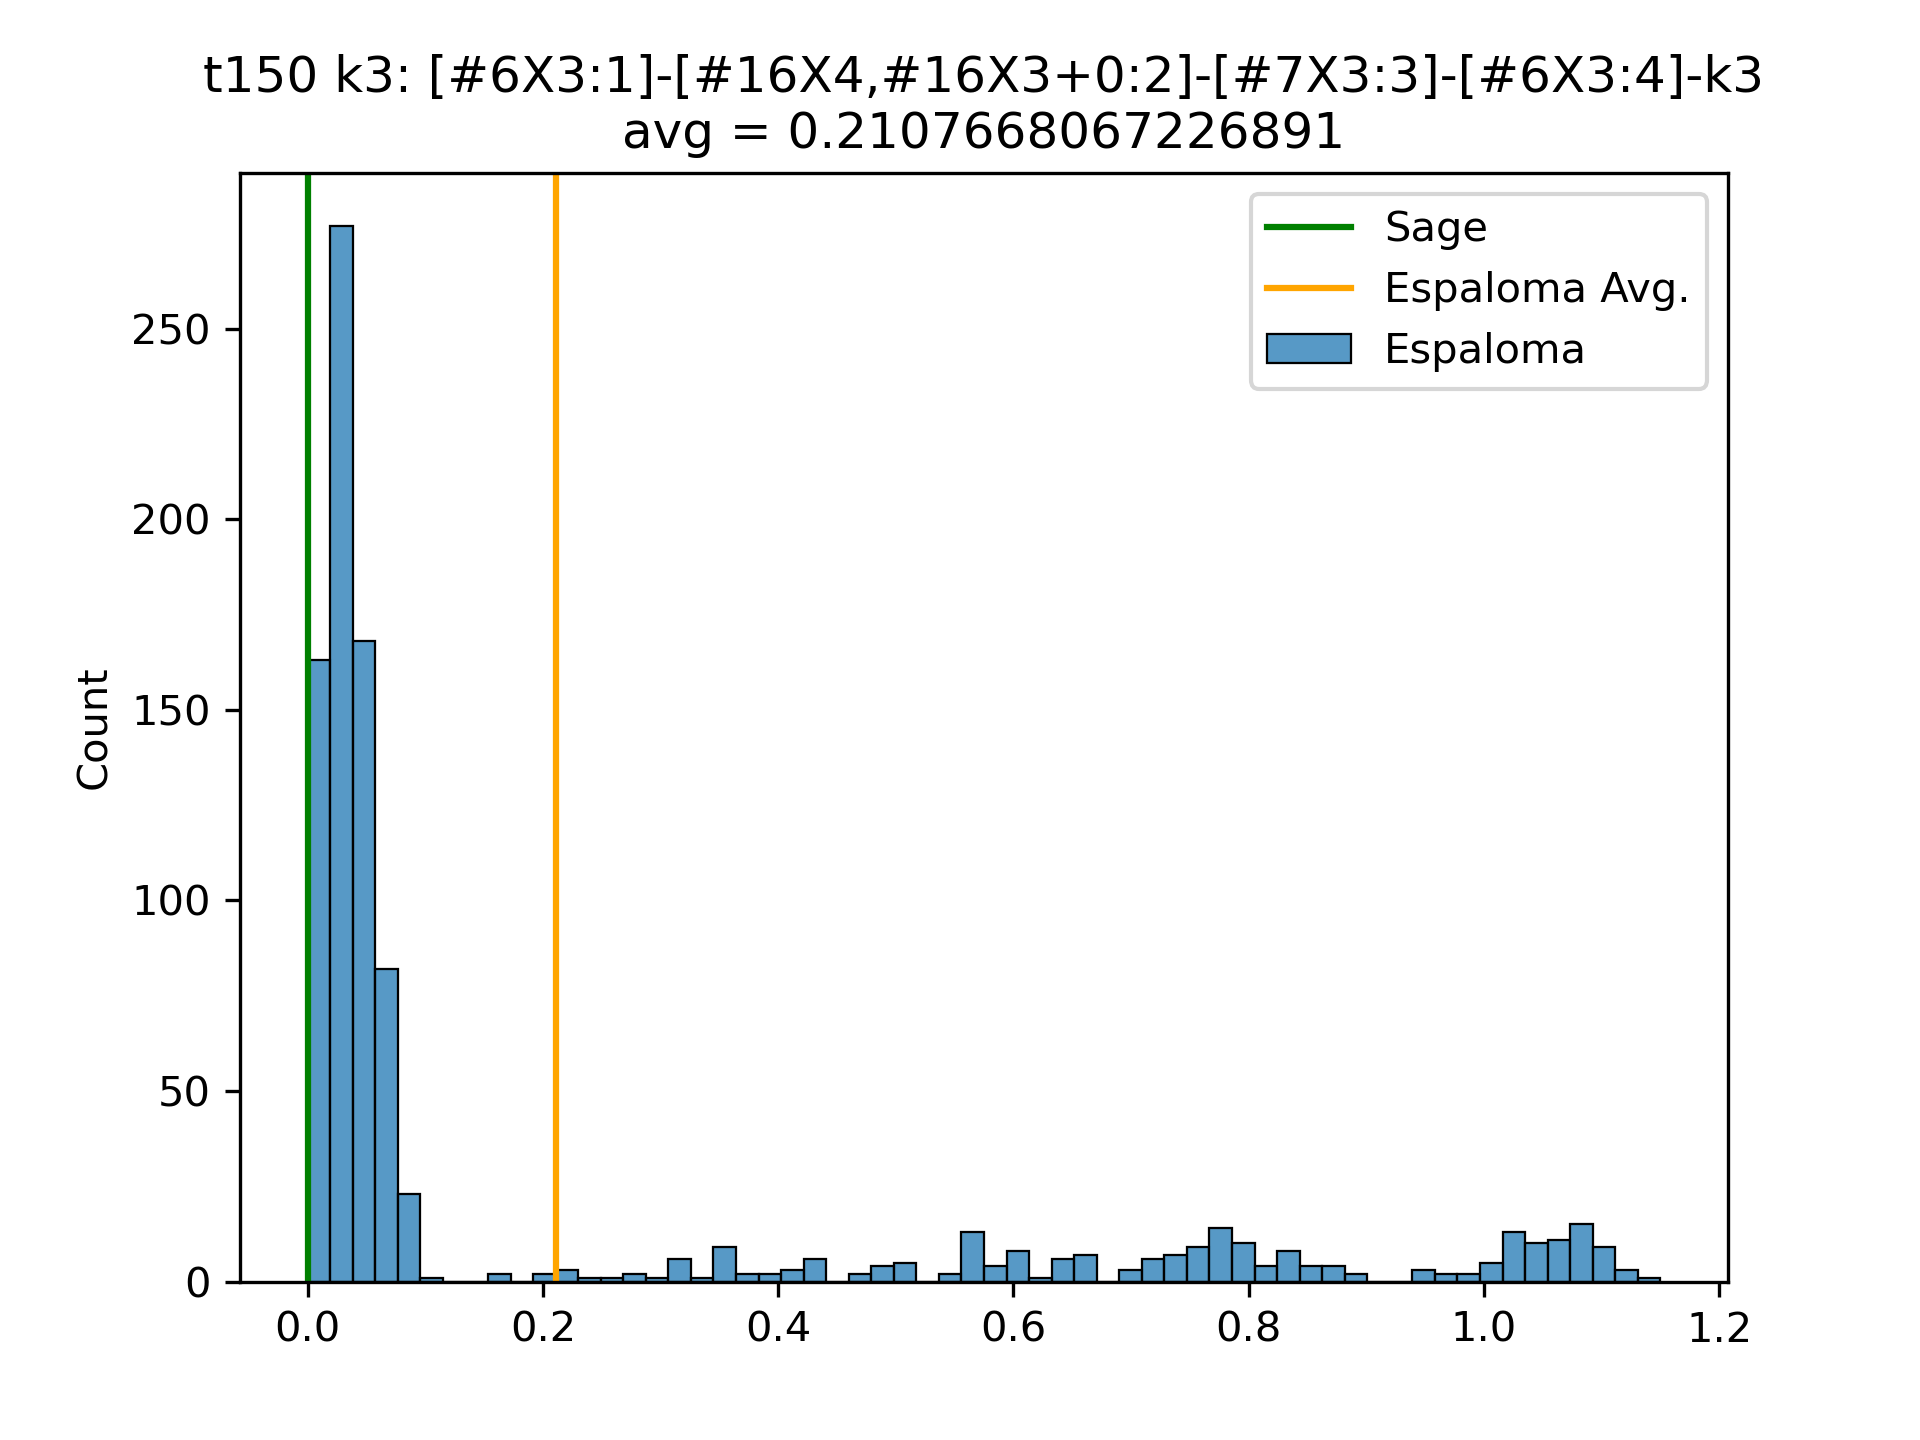 t150 k3: [#6X3:1]-[#16X4,#16X3+0:2]-[#7X3:3]-[#6X3:4]-k3
avg = 0.2107668067226891
Sage
Espaloma Avg.
Espaloma
Count
250
200
150
100
50
0
0.0 0.2 0.4 0.6 0.8 1.0 1.2